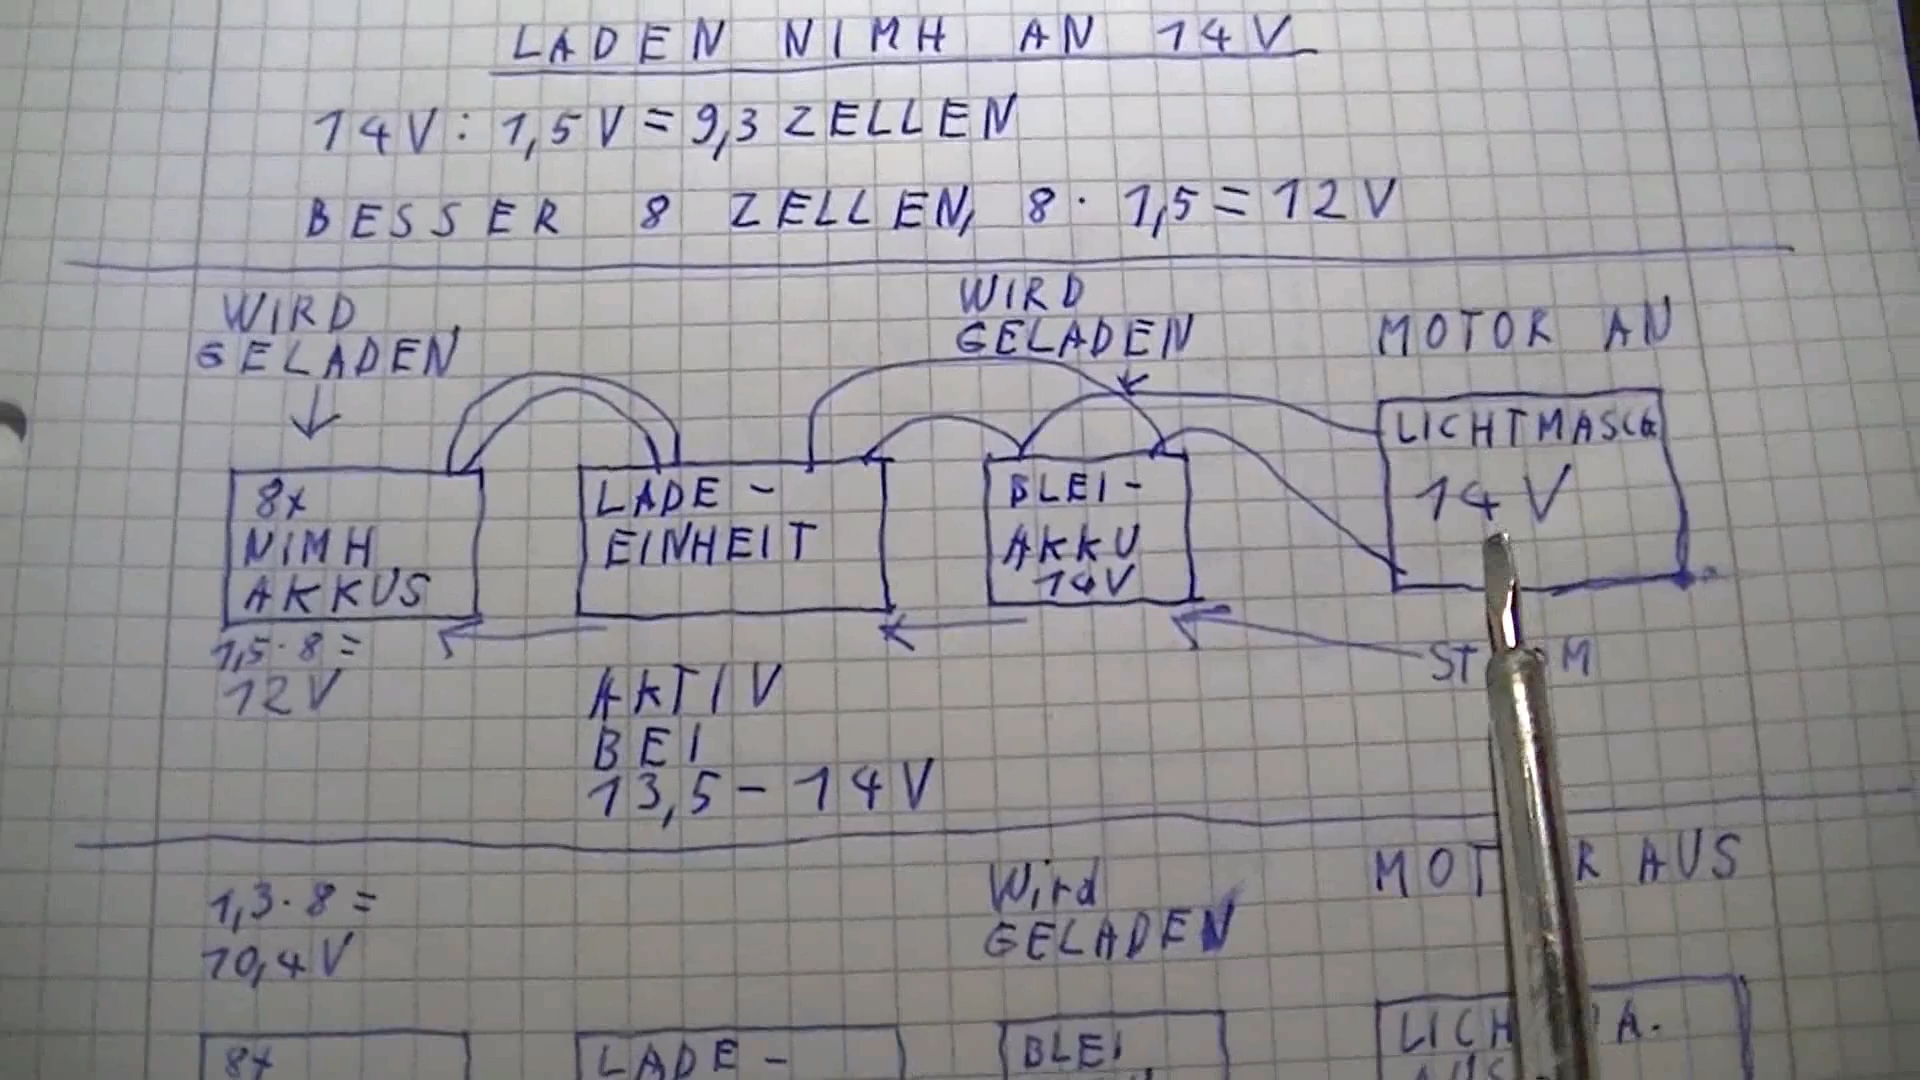 LADEN NIMH AN 14V
14V : 1,5V = 9,3 ZELLEN
BESSER 8 ZELLEN, 8 · 1,5 = 12V
WIRD
GELADEN
WIRD
GELADEN
MOTOR AN
8x
NIMH
AKKUS
LADE -
EINHEIT
BLEI -
AKKU
14V
LICHTMASCH
14V
1,5 · 8 =
12V
AKTIV
BEI
13,5 - 14V
1,3 · 8 =
10,4V
Wird
GELADEN
AUS
8x
LADE -
BLEI